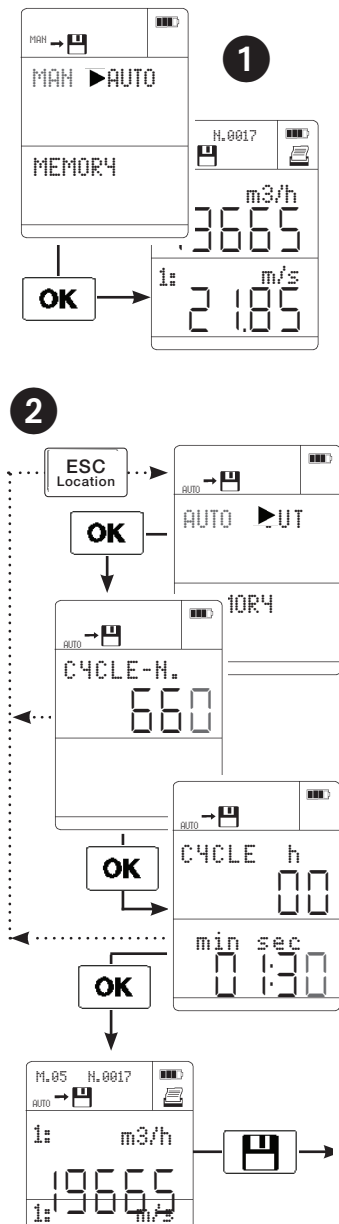 1
MAN
MAN AUTO
MEMORY
N.0017
m3/h
3665
OK
1: m/s
21.85
2
ESC
Location
AUTO
AUTO
OK
AUTO
CYCLE-N.
660
OK
AUTO
CYCLE h
00
min sec
01:30
OK
M.05 N.0017
AUTO
1: m3/h
19665
1: m/s